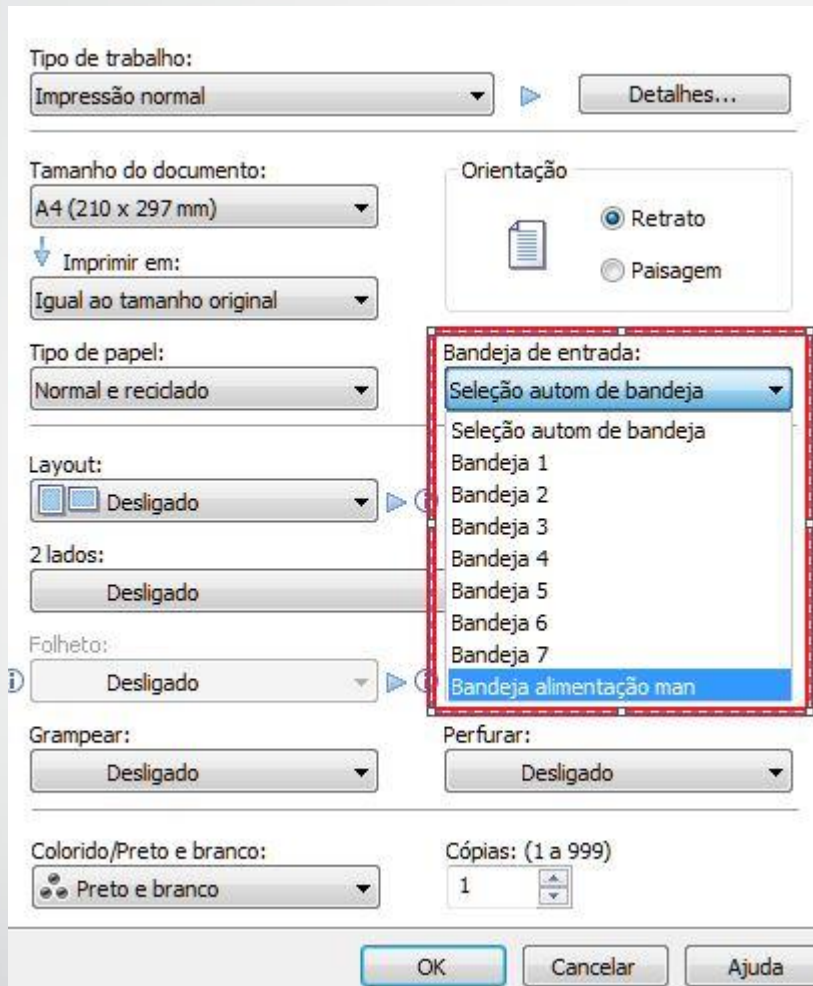 Tipo de trabalho:
Impressão normal
Detalhes...
Tamanho do documento:
A4 (210 x 297 mm)
Imprimir em:
Igual ao tamanho original
Orientação
Retrato
Paisagem
Tipo de papel:
Normal e reciclado
Bandeja de entrada:
Seleção autom de bandeja
Seleção autom de bandeja
Bandeja 1
Bandeja 2
Bandeja 3
Bandeja 4
Bandeja 5
Bandeja 6
Bandeja 7
Bandeja alimentação man
Layout:
Desligado
2 lados:
Desligado
Folheto:
Desligado
Grampear:
Desligado
Perfurar:
Desligado
Colorido/Preto e branco:
Preto e branco
Cópias: (1 a 999)
1
OK
Cancelar
Ajuda